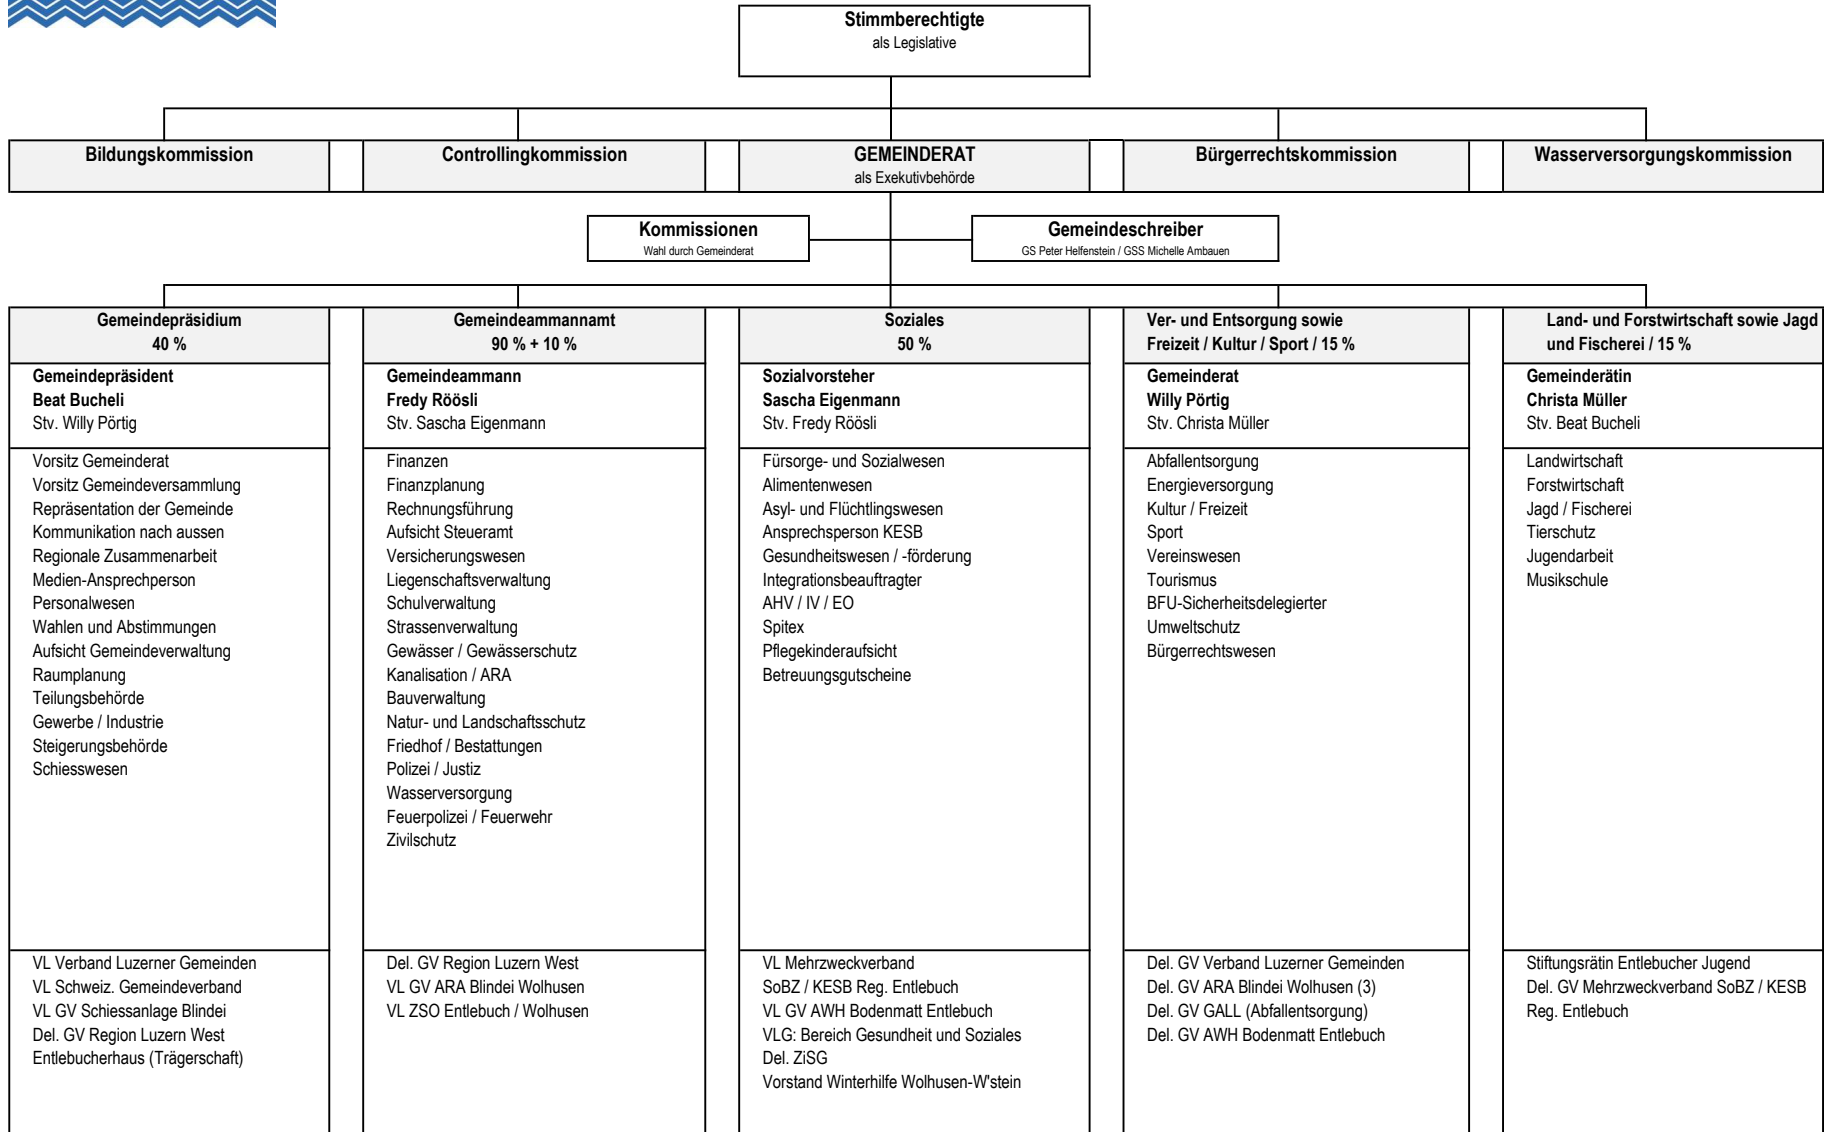 Stimmberechtigte
als Legislative
Bildungskommission
Controllingkommission
GEMEINDERAT
als Exekutivbehörde
Bürgerrechtskommission
Wasserversorgungskommission
Kommissionen
Wahl durch Gemeinderat
Gemeindeschreiber
GS Peter Helfenstein / GSS Michelle Ambauen
Gemeindepräsidium
40 %
Gemeindepräsident
Beat Bucheli
Stv. Willy Pörtig
Vorsitz Gemeinderat
Vorsitz Gemeindeversammlung
Repräsentation der Gemeinde
Kommunikation nach aussen
Regionale Zusammenarbeit
Medien-Ansprechperson
Personalwesen
Wahlen und Abstimmungen
Aufsicht Gemeindeverwaltung
Raumplanung
Teilungsbehörde
Gewerbe / Industrie
Steigerungsbehörde
Schiesswesen
VL Verband Luzerner Gemeinden
VL Schweiz. Gemeindeverband
VL GV Schiessanlage Blindei
Del. GV Region Luzern West
Entlebucherhaus (Trägerschaft)
Gemeindeammannamt
90 % + 10 %
Gemeindeammann
Fredy Röösli
Stv. Sascha Eigenmann
Finanzen
Finanzplanung
Rechnungsführung
Aufsicht Steueramt
Versicherungswesen
Liegenschaftsverwaltung
Schulverwaltung
Strassenverwaltung
Gewässer / Gewässerschutz
Kanalisation / ARA
Bauverwaltung
Natur- und Landschaftsschutz
Friedhof / Bestattungen
Polizei / Justiz
Wasserversorgung
Feuerpolizei / Feuerwehr
Zivilschutz
Del. GV Region Luzern West
VL GV ARA Blindei Wolhusen
VL ZSO Entlebuch / Wolhusen
Soziales
50 %
Sozialvorsteher
Sascha Eigenmann
Stv. Fredy Röösli
Fürsorge- und Sozialwesen
Alimentenwesen
Asyl- und Flüchtlingswesen
Ansprechsperson KESB
Gesundheitswesen / -förderung
Integrationsbeauftragter
AHV / IV / EO
Spitex
Pflegekinderaufsicht
Betreuungsgutscheine
VL Mehrzweckverband
SoBZ / KESB Reg. Entlebuch
VL GV AWH Bodenmatt Entlebuch
VLG: Bereich Gesundheit und Soziales
Del. ZiSG
Vorstand Winterhilfe Wolhusen-W'stein
Ver- und Entsorgung sowie
Freizeit / Kultur / Sport / 15 %
Gemeinderat
Willy Pörtig
Stv. Christa Müller
Abfallentsorgung
Energieversorgung
Kultur / Freizeit
Sport
Vereinswesen
Tourismus
BFU-Sicherheitsdelegierter
Umweltschutz
Bürgerrechtswesen
Del. GV Verband Luzerner Gemeinden
Del. GV ARA Blindei Wolhusen (3)
Del. GV GALL (Abfallentsorgung)
Del. GV AWH Bodenmatt Entlebuch
Land- und Forstwirtschaft sowie Jagd
und Fischerei / 15 %
Gemeinderätin
Christa Müller
Stv. Beat Bucheli
Landwirtschaft
Forstwirtschaft
Jagd / Fischerei
Tierschutz
Jugendarbeit
Musikschule
Stiftungsrätin Entlebucher Jugend
Del. GV Mehrzweckverband SoBZ / KESB
Reg. Entlebuch